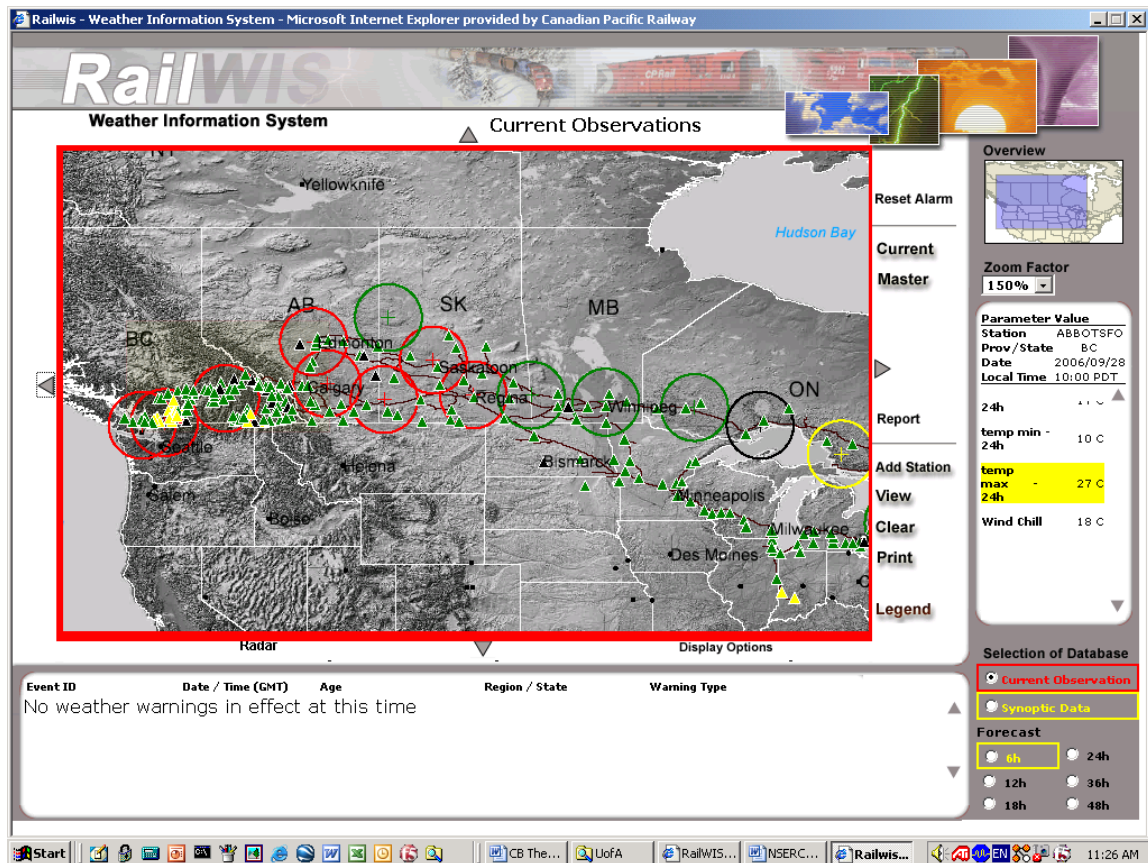 Railwis - Weather Information System - Microsoft Internet Explorer provided by Canadian Pacific Railway
RailWIS
CP Rail
Weather Information System
Current Observations
Overview
Yellowknife
Hudson Bay
Reset Alarm
Current
Master
Zoom Factor
150%
AB
SK
MB
BC
ON
Edmonton
Saskatoon
Calgary
Regina
Winnipeg
Seattle
Helena
Bismarck
Salem
Boise
Minneapolis
Milwaukee
Des Moines
Parameter Value
Station ABBOTSFO
Prov/State BC
Date 2006/09/28
Local Time 10:00 PDT
24h
temp min - 24h 10 C
temp max - 24h 27 C
Wind Chill 18 C
Report
Add Station
View
Clear
Print
Legend
Radar
Display Options
Event ID Date / Time (GMT) Age Region / State Warning Type
No weather warnings in effect at this time
Selection of Database
Current Observation
Synoptic Data
Forecast
6h 24h
12h 36h
18h 48h
Start
CB The...
UofA
RailWIS...
NSERC...
Railwis...
EN
11:26 AM